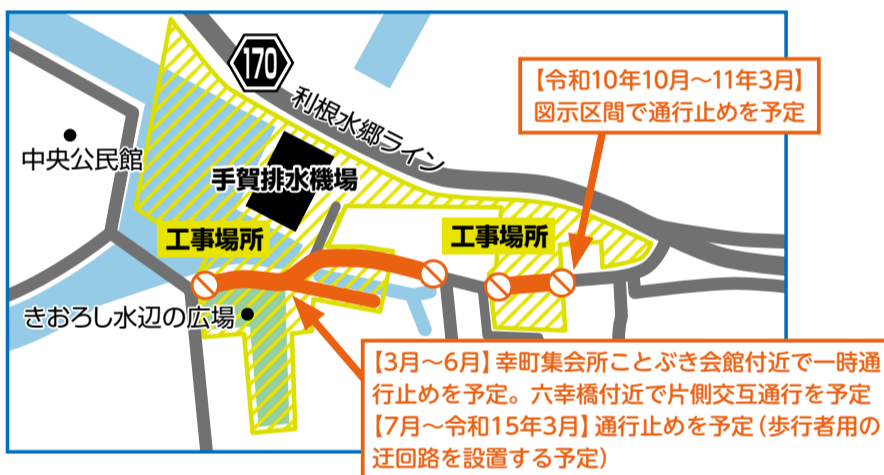 170
利根水郷ライン
【令和10年10月～11年3月】
図示区間で通行止めを予定
中央公民館
手賀排水機場
工事場所
工事場所
きおろし水辺の広場
【3月～6月】幸町集会所ことぶき会館付近で一時通
行止めを予定。六幸橋付近で片側交互通行を予定
【7月～令和15年3月】通行止めを予定（歩行者用の
迂回路を設置する予定）